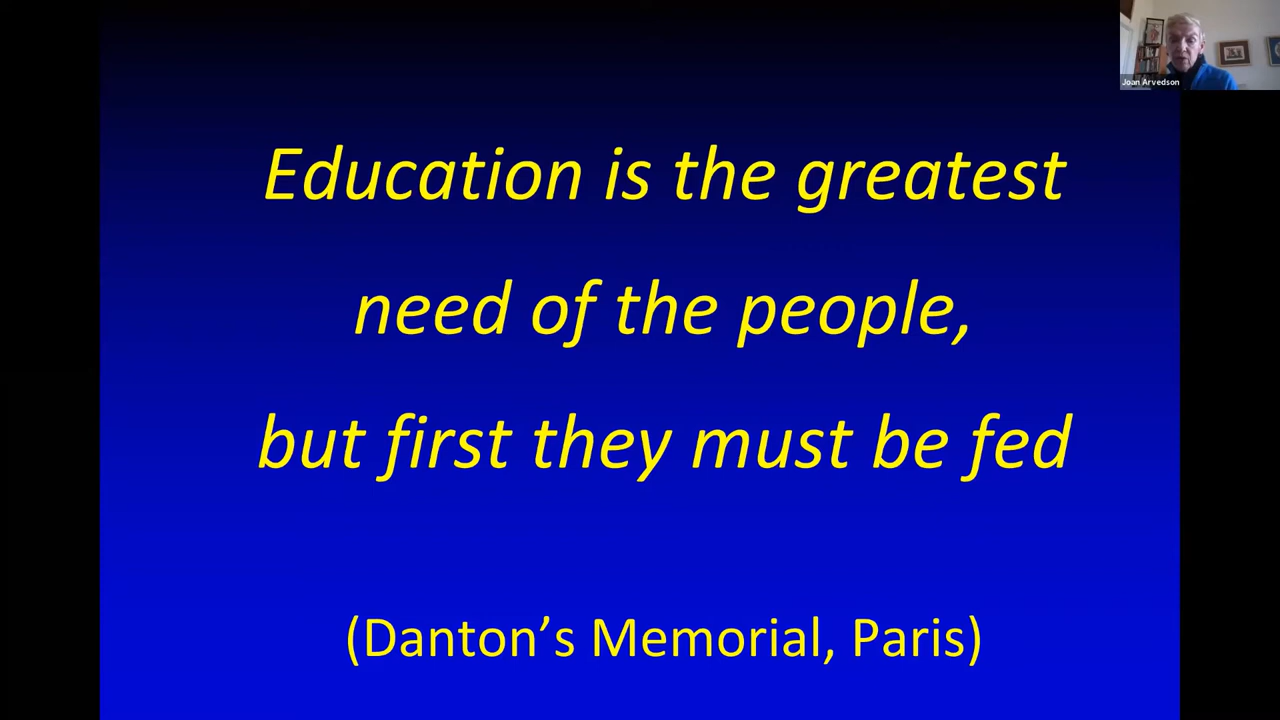 Joan Arvedson
Education is the greatest
need of the people,
but first they must be fed
(Danton’s Memorial, Paris)